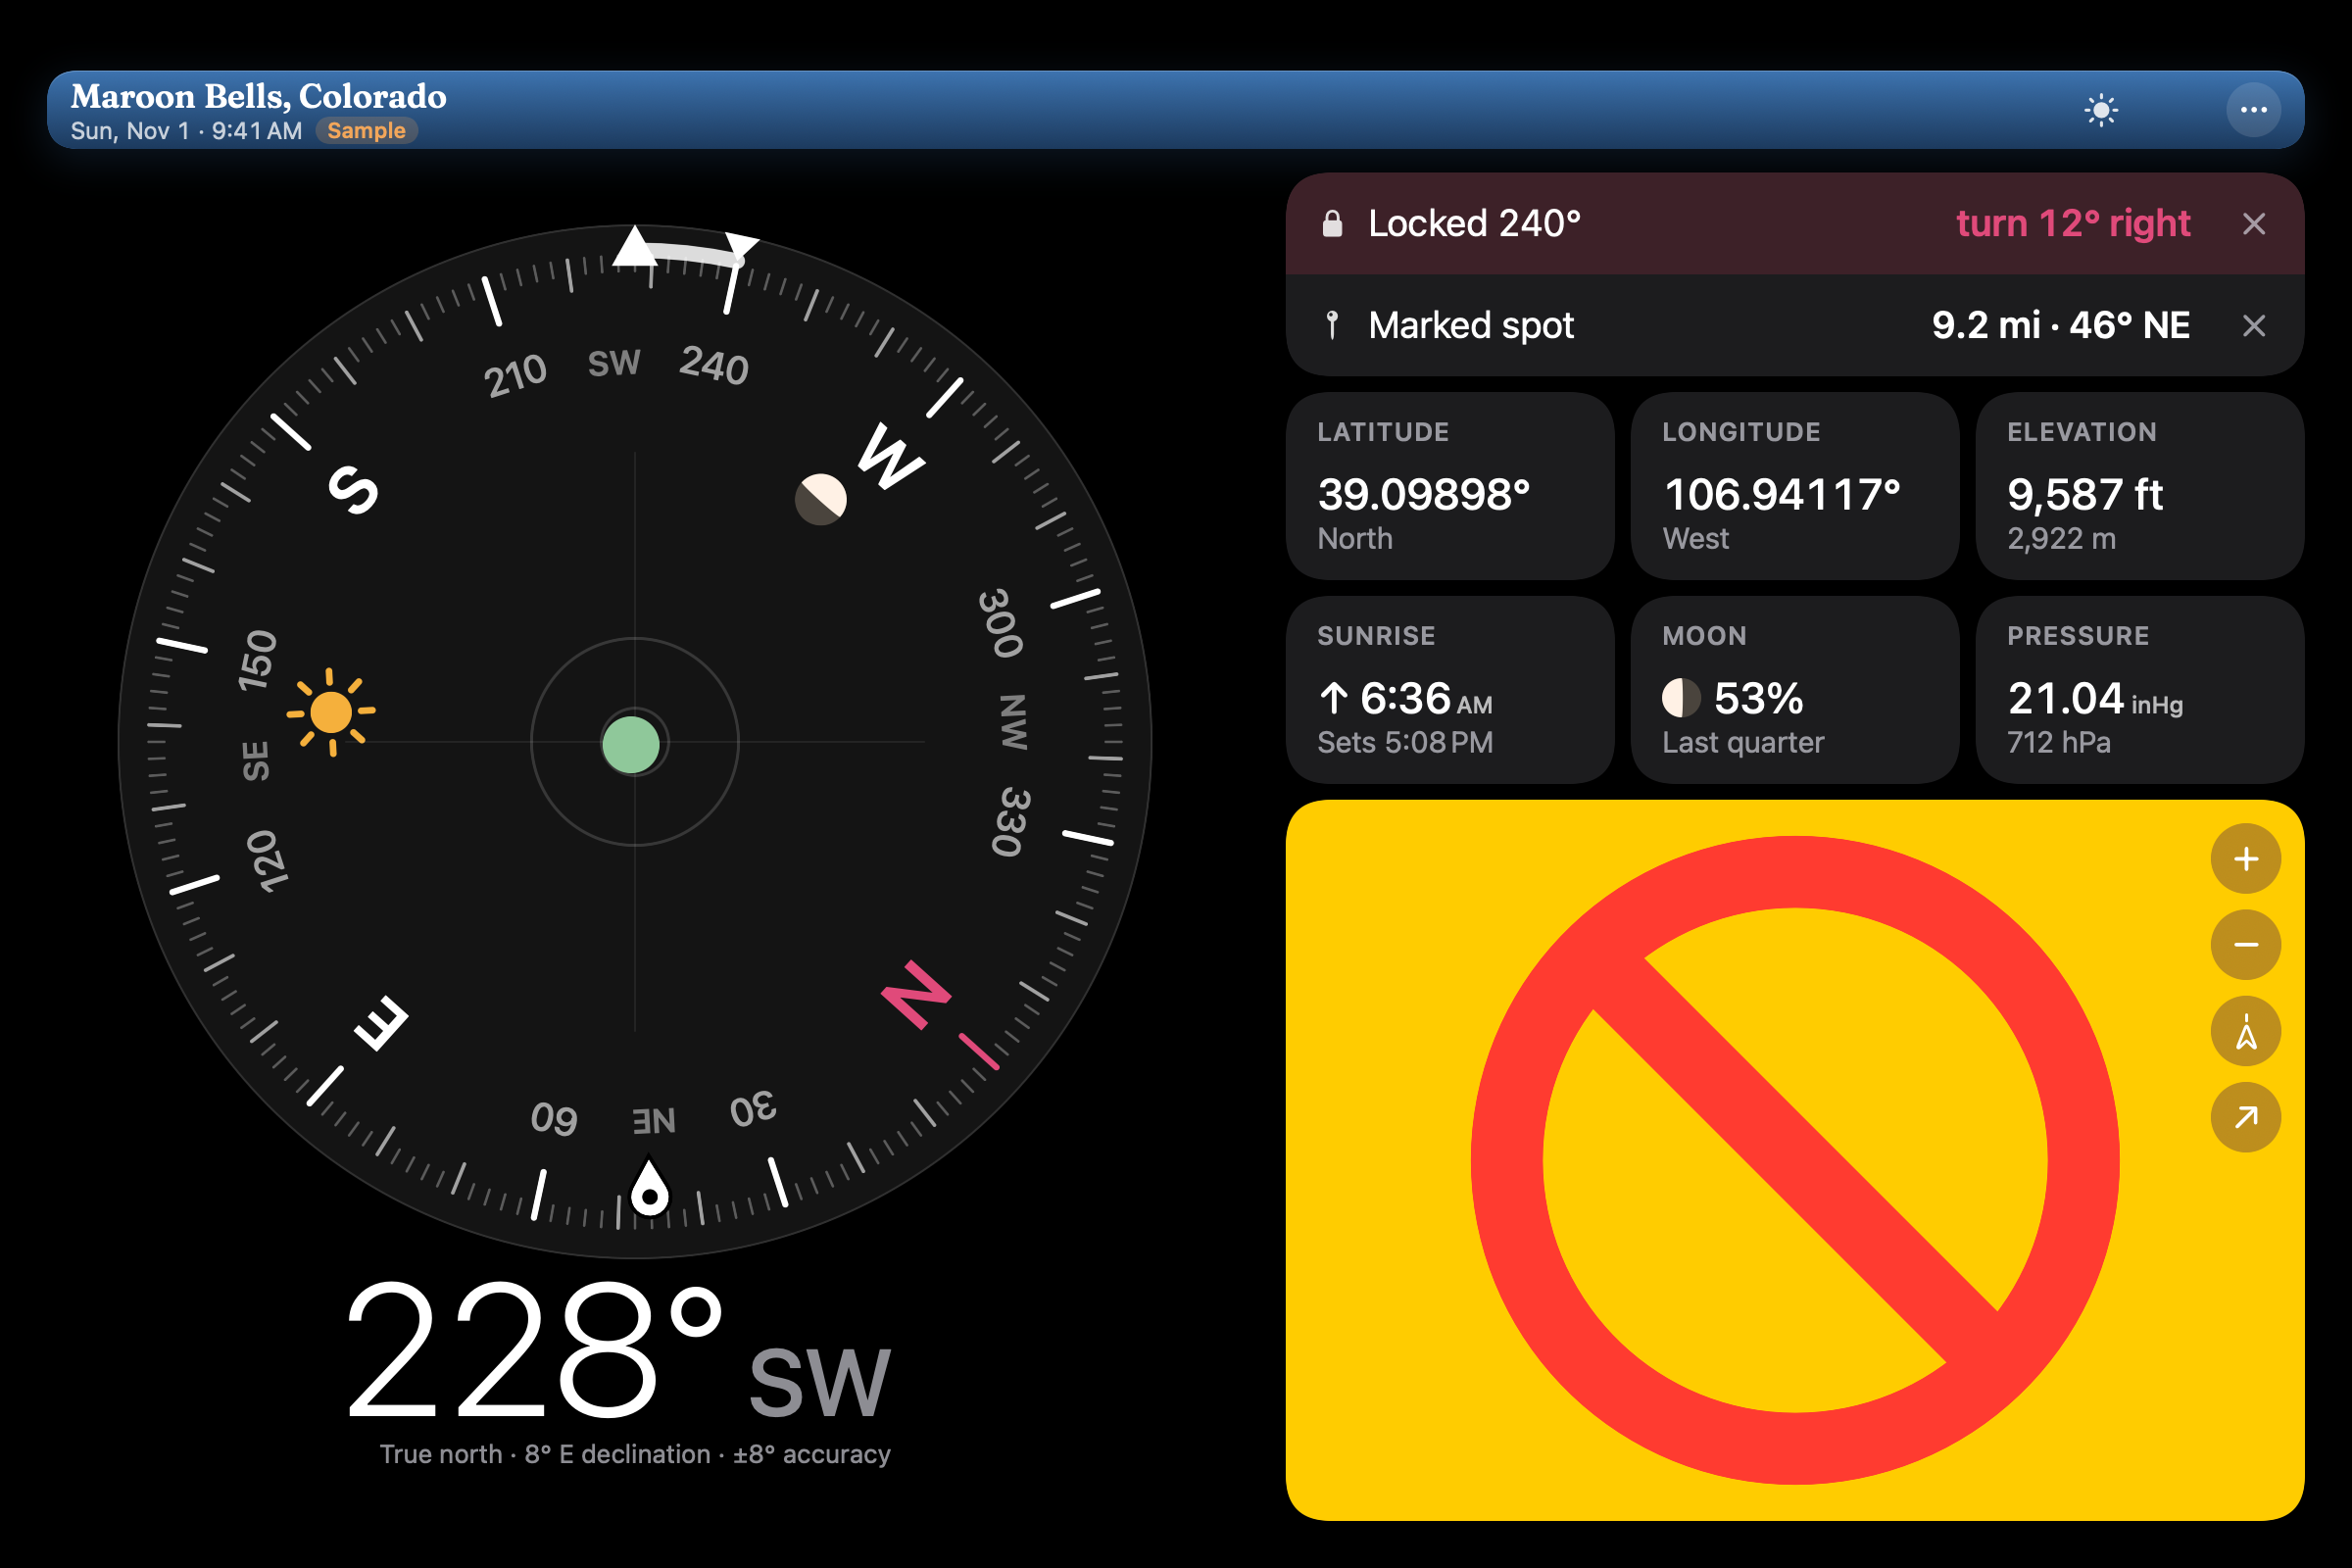 Maroon Bells, Colorado
Sun, Nov 1 · 9:41 AM Sample
Locked 240° turn 12° right
Marked spot 9.2 mi · 46° NE
210 SW 240
S W
150 300
SE NW
120 330
E N
60 NE 30
228° SW
True north · 8° E declination · ±8° accuracy
LATITUDE
39.09898°
North
LONGITUDE
106.94117°
West
ELEVATION
9,587 ft
2,922 m
SUNRISE
6:36 AM
Sets 5:08 PM
MOON
53%
Last quarter
PRESSURE
21.04 inHg
712 hPa